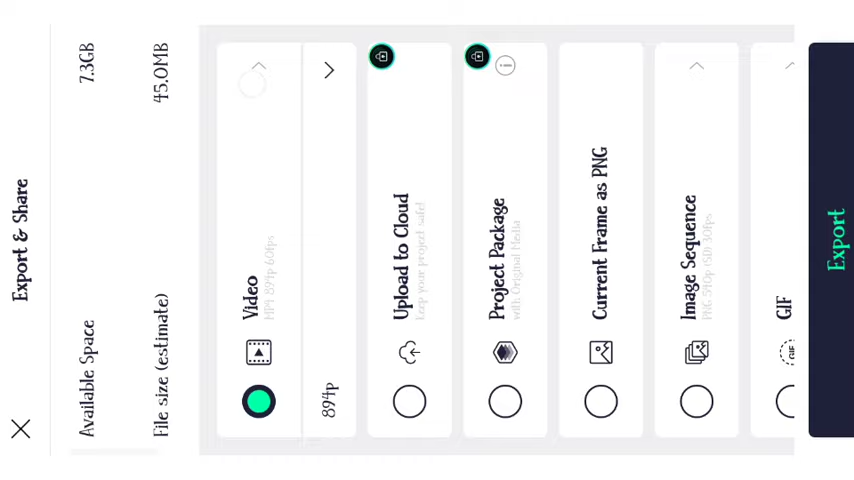 Export & Share
Available Space 7.3GB
File size (estimate) 45.0MB
Video
MP4 894p 60fps
894p
Upload to Cloud
Keep your project safe!
Project Package
with Original Media
Current Frame as PNG
Image Sequence
PNG 540p (SD) 30fps
GIF
GIF
Export